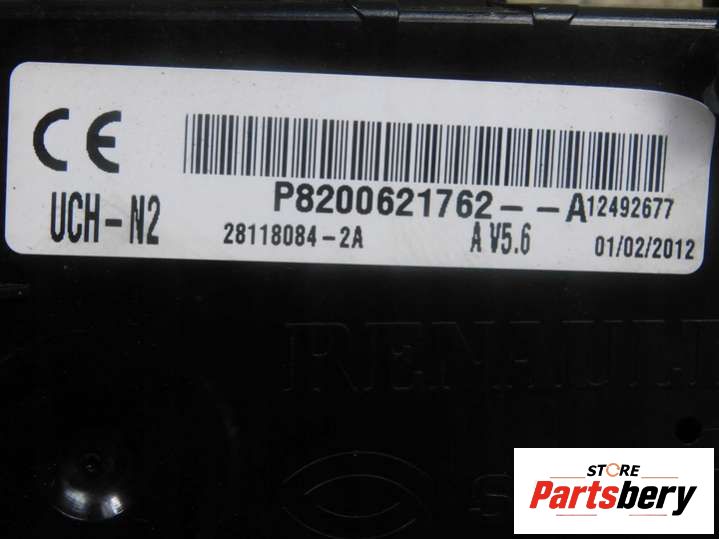 CE
UCH-N2
P8200621762--A12492677
28118084-2A A V5.6 01/02/2012
RENAULT
STORE
Partsbery